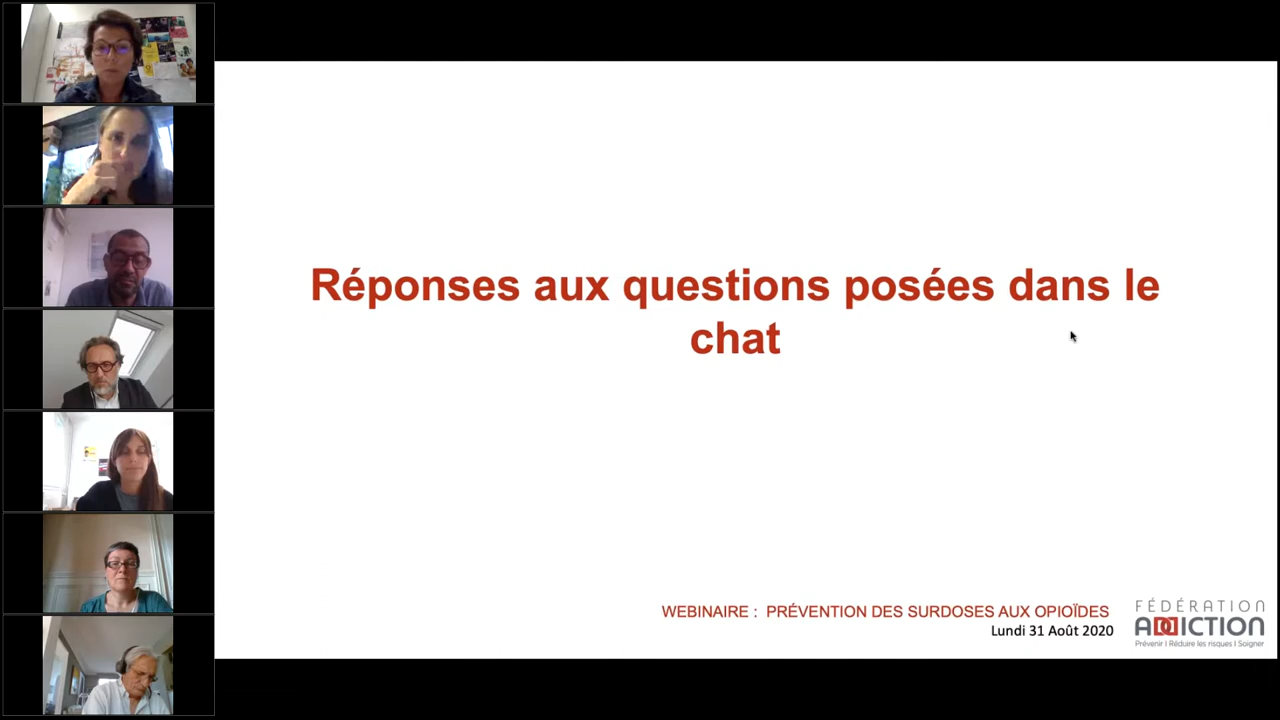 Réponses aux questions posées dans le
chat
WEBINAIRE : PRÉVENTION DES SURDOSES AUX OPIOÏDES
Lundi 31 Août 2020
FÉDÉRATION
ADDICTION
Prévenir I Réduire les risques I Soigner